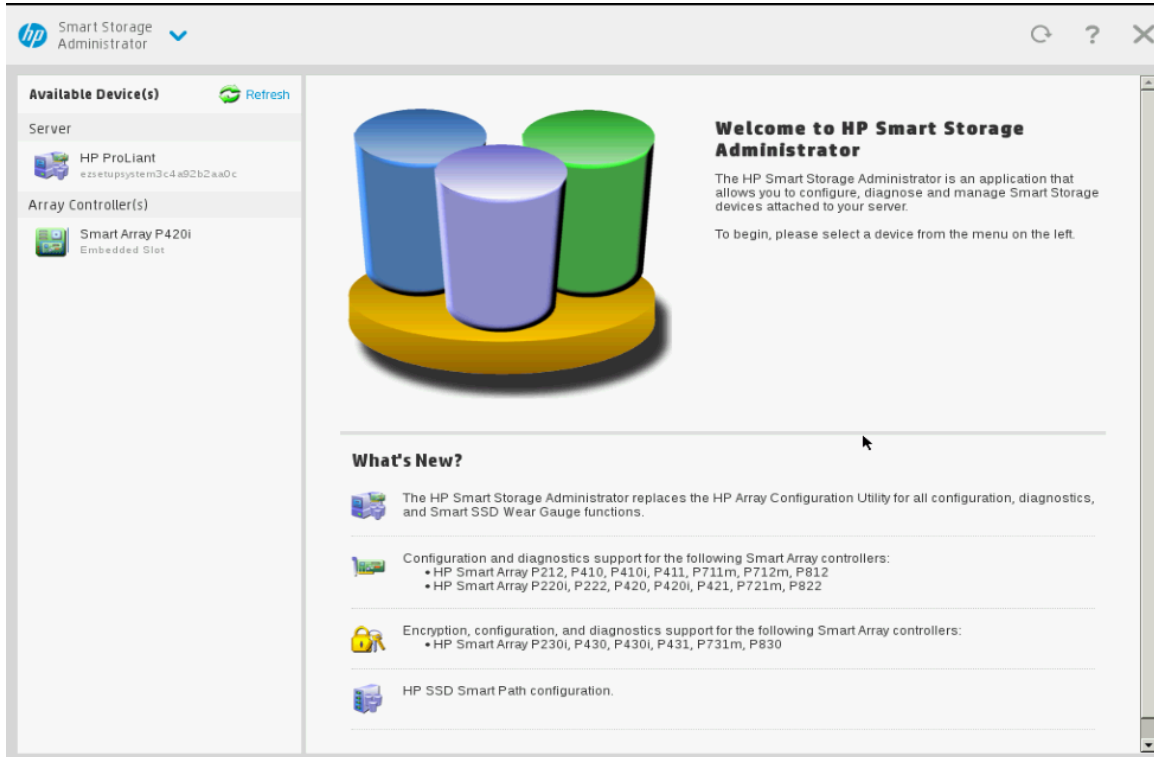 hp
Smart Storage
Administrator
?
Available Device(s)
Refresh
Server
HP ProLiant
ezsetupsystem3c4a92b2aa0c
Array Controller(s)
Smart Array P420i
Embedded Slot
Welcome to HP Smart Storage
Administrator
The HP Smart Storage Administrator is an application that
allows you to configure, diagnose and manage Smart Storage
devices attached to your server.
To begin, please select a device from the menu on the left.
What's New?
The HP Smart Storage Administrator replaces the HP Array Configuration Utility for all configuration, diagnostics,
and Smart SSD Wear Gauge functions.
Configuration and diagnostics support for the following Smart Array controllers:
• HP Smart Array P212, P410, P410i, P411, P711m, P712m, P812
• HP Smart Array P220i, P222, P420, P420i, P421, P721m, P822
Encryption, configuration, and diagnostics support for the following Smart Array controllers:
• HP Smart Array P230i, P430, P430i, P431, P731m, P830
HP SSD Smart Path configuration.